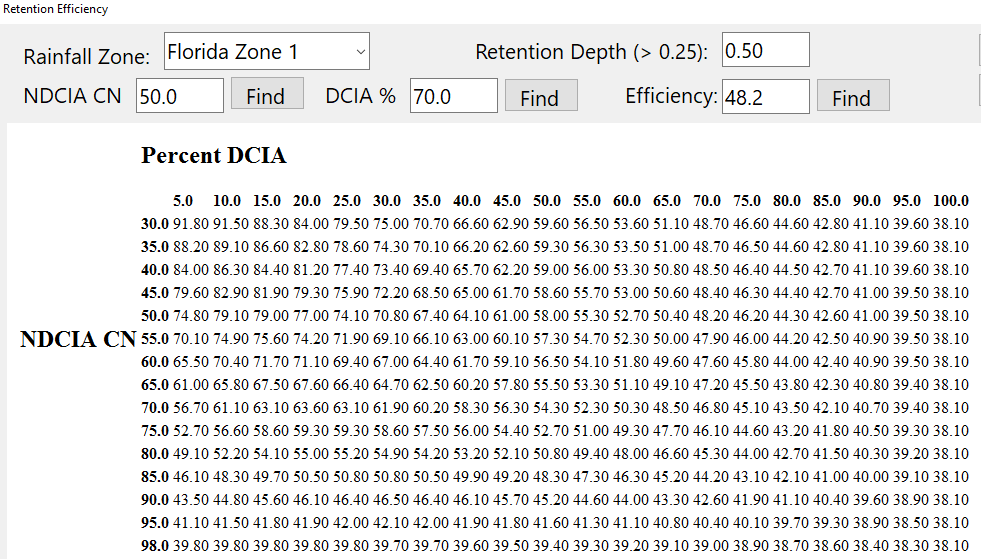 Retention Efficiency
Rainfall Zone: Florida Zone 1 Retention Depth (> 0.25): 0.50
NDCIA CN 50.0 Find DCIA % 70.0 Find Efficiency: 48.2 Find
Percent DCIA
5.0 10.0 15.0 20.0 25.0 30.0 35.0 40.0 45.0 50.0 55.0 60.0 65.0 70.0 75.0 80.0 85.0 90.0 95.0 100.0
30.0 91.80 91.50 88.30 84.00 79.50 75.00 70.70 66.60 62.90 59.60 56.50 53.60 51.10 48.70 46.60 44.60 42.80 41.10 39.60 38.10
35.0 88.20 89.10 86.60 82.80 78.60 74.30 70.10 66.20 62.60 59.30 56.30 53.50 51.00 48.70 46.50 44.60 42.80 41.10 39.60 38.10
40.0 84.00 86.30 84.40 81.20 77.40 73.40 69.40 65.70 62.20 59.00 56.00 53.30 50.80 48.50 46.40 44.50 42.70 41.10 39.60 38.10
45.0 79.60 82.90 81.90 79.30 75.90 72.20 68.50 65.00 61.70 58.60 55.70 53.00 50.60 48.40 46.30 44.40 42.70 41.00 39.50 38.10
50.0 74.80 79.10 79.00 77.00 74.10 70.80 67.40 64.10 61.00 58.00 55.30 52.70 50.40 48.20 46.20 44.30 42.60 41.00 39.50 38.10
NDCIA CN 55.0 70.10 74.90 75.60 74.20 71.90 69.10 66.10 63.00 60.10 57.30 54.70 52.30 50.00 47.90 46.00 44.20 42.50 40.90 39.50 38.10
60.0 65.50 70.40 71.70 71.10 69.40 67.00 64.40 61.70 59.10 56.50 54.10 51.80 49.60 47.60 45.80 44.00 42.40 40.90 39.50 38.10
65.0 61.00 65.80 67.50 67.60 66.40 64.70 62.50 60.20 57.80 55.50 53.30 51.10 49.10 47.20 45.50 43.80 42.30 40.80 39.40 38.10
70.0 56.70 61.10 63.10 63.60 63.10 61.90 60.20 58.30 56.30 54.30 52.30 50.30 48.50 46.80 45.10 43.50 42.10 40.70 39.40 38.10
75.0 52.70 56.60 58.60 59.30 59.30 58.60 57.50 56.00 54.40 52.70 51.00 49.30 47.70 46.10 44.60 43.20 41.80 40.50 39.30 38.10
80.0 49.10 52.20 54.10 55.00 55.20 54.90 54.20 53.20 52.10 50.80 49.40 48.00 46.60 45.30 44.00 42.70 41.50 40.30 39.20 38.10
85.0 46.10 48.30 49.70 50.50 50.80 50.80 50.50 49.90 49.20 48.30 47.30 46.30 45.20 44.20 43.10 42.10 41.00 40.00 39.10 38.10
90.0 43.50 44.80 45.60 46.10 46.40 46.50 46.40 46.10 45.70 45.20 44.60 44.00 43.30 42.60 41.90 41.10 40.40 39.60 38.90 38.10
95.0 41.10 41.50 41.80 41.90 42.00 42.10 42.00 41.90 41.80 41.60 41.30 41.10 40.80 40.40 40.10 39.70 39.30 38.90 38.50 38.10
98.0 39.80 39.80 39.80 39.80 39.80 39.70 39.70 39.60 39.50 39.40 39.30 39.20 39.10 39.00 38.90 38.70 38.60 38.50 38.30 38.10